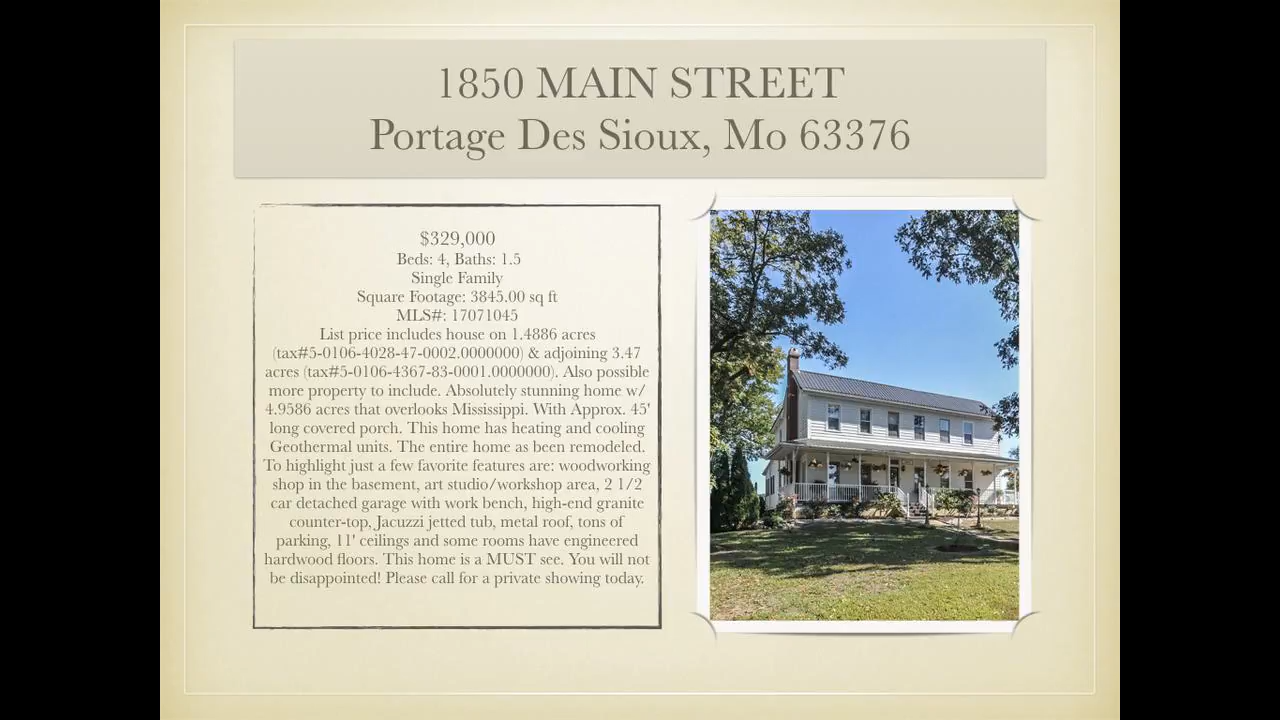 1850 MAIN STREET
Portage Des Sioux, Mo 63376
$329,000
Beds: 4, Baths: 1.5
Single Family
Square Footage: 3845.00 sq ft
MLS#: 17071045
List price includes house on 1.4886 acres
(tax#5-0106-4028-47-0002.0000000) & adjoining 3.47
acres (tax#5-0106-4367-83-0001.0000000). Also possible
more property to include. Absolutely stunning home w/
4.9586 acres that overlooks Mississippi. With Approx. 45'
long covered porch. This home has heating and cooling
Geothermal units. The entire home as been remodeled.
To highlight just a few favorite features are: woodworking
shop in the basement, art studio/workshop area, 2 1/2
car detached garage with work bench, high-end granite
counter-top, Jacuzzi jetted tub, metal roof, tons of
parking, 11' ceilings and some rooms have engineered
hardwood floors. This home is a MUST see. You will not
be disappointed! Please call for a private showing today.